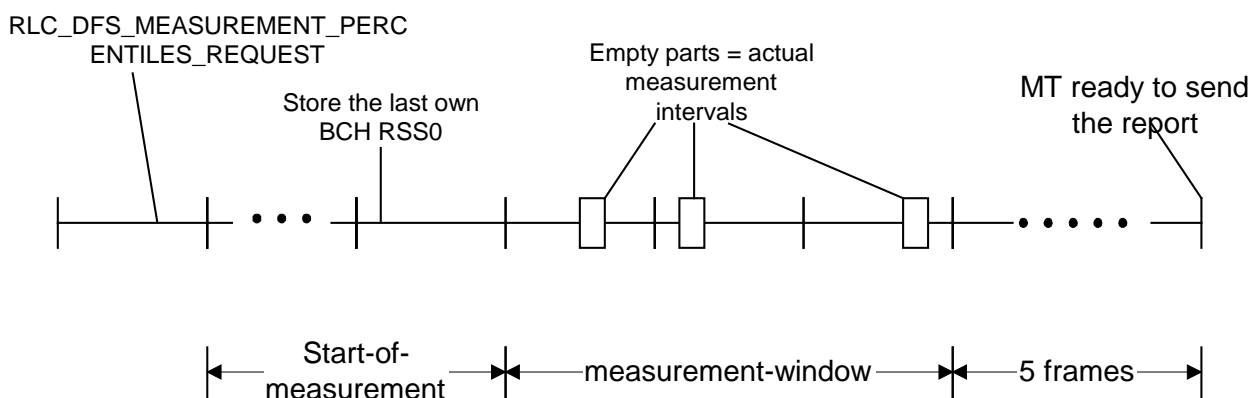 RLC_DFS_MEASUREMENT_PERC
ENTILES_REQUEST
Store the last own
BCH RSS0
Empty parts = actual
measurement
intervals
MT ready to send
the report
Start-of-
measurement
measurement-window
5 frames